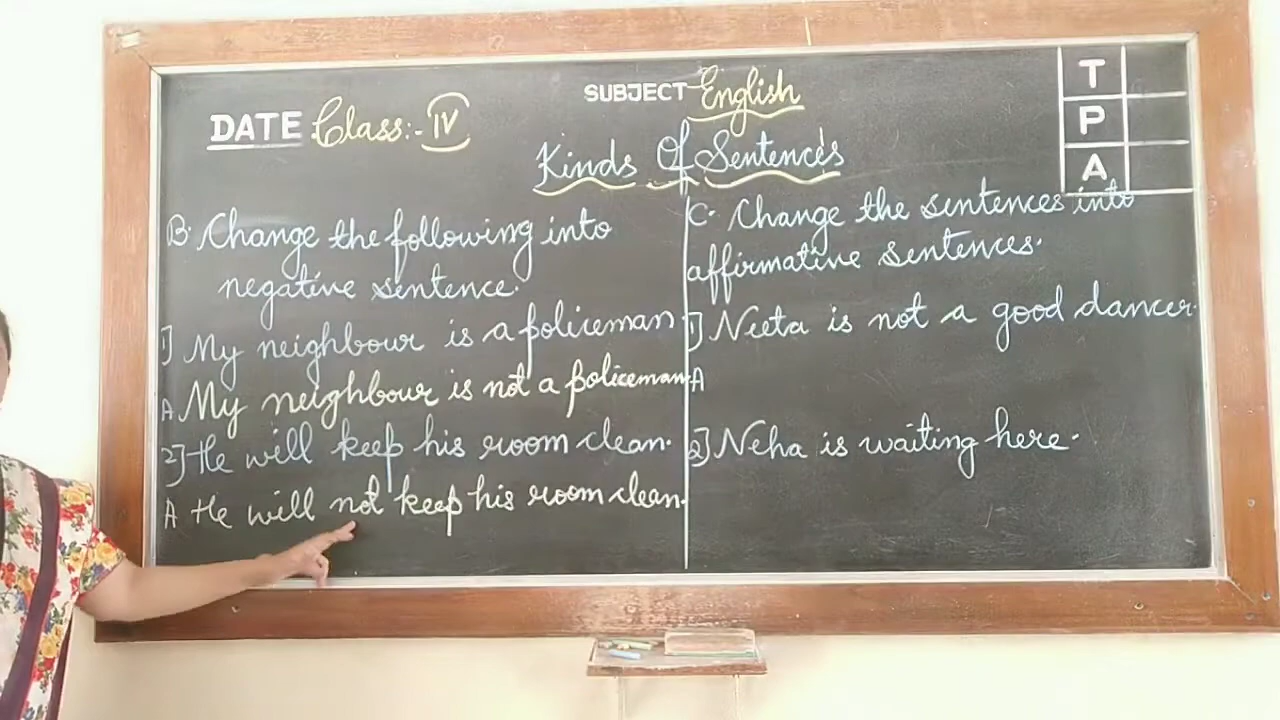 SUBJECT English
DATE Class:- IV
T
P
A
Kinds Of Sentences
B. Change the following into
negative sentence.
1] My neighbour is a policeman
A My neighbour is not a policeman.
2] He will keep his room clean.
A He will not keep his room clean.
C. Change the sentences into
affirmative sentences.
1] Neeta is not a good dancer.
A
2] Neha is waiting here.